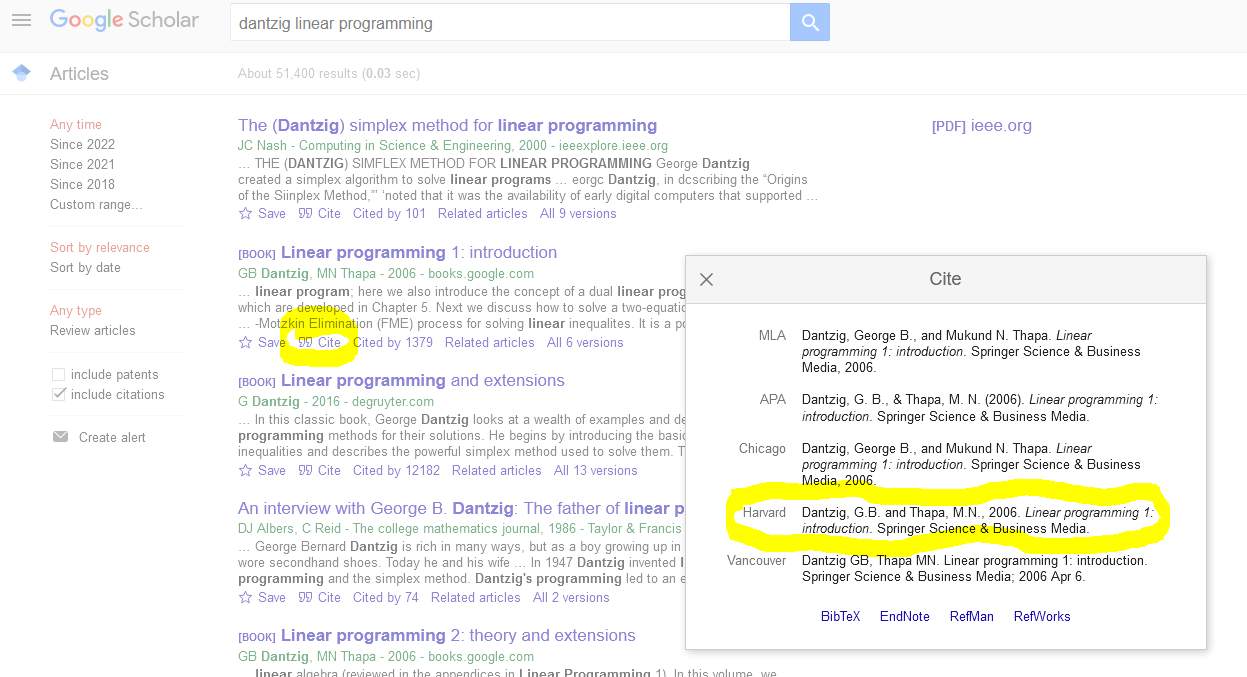 Google Scholar
dantzig linear programming
Articles
About 51,400 results (0.03 sec)
Any time
Since 2022
Since 2021
Since 2018
Custom range...
Sort by relevance
Sort by date
Any type
Review articles
include patents
include citations
Create alert
The (Dantzig) simplex method for linear programming
[PDF] ieee.org
JC Nash - Computing in Science & Engineering, 2000 - ieeexplore.ieee.org
... THE (DANTZIG) SIMFLEX METHOD FOR LINEAR PROGRAMMING George Dantzig
created a simplex algorithm to solve linear programs ... eorgc Dantzig, in dcscribing the “Origins
of the Siinplex Method,”’ ‘noted that it was the availability of early digital computers that supported ...
Save Cite Cited by 101 Related articles All 9 versions
[BOOK] Linear programming 1: introduction
GB Dantzig, MN Thapa - 2006 - books.google.com
... linear program; here we also introduce the concept of a dual linear prog
which are developed in Chapter 5. Next we discuss how to solve a two-equatio
... -Motzkin Elimination (FME) process for solving linear inequalites. It is a po
Save Cite Cited by 1379 Related articles All 6 versions
[BOOK] Linear programming and extensions
G Dantzig - 2016 - degruyter.com
... In this classic book, George Dantzig looks at a wealth of examples and de
programming methods for their solutions. He begins by introducing the basic
inequalities and describes the powerful simplex method used to solve them. T
Save Cite Cited by 12182 Related articles All 13 versions
An interview with George B. Dantzig: The father of linear p
DJ Albers, C Reid - The college mathematics journal, 1986 - Taylor & Francis
... George Bernard Dantzig is rich in many ways, but as a boy growing up in
wore secondhand shoes. Today he and his wife ... In 1947 Dantzig invented l
programming and the simplex method. Dantzig's programming led to an e
Save Cite Cited by 74 Related articles All 2 versions
[BOOK] Linear programming 2: theory and extensions
GB Dantzig, MN Thapa - 2006 - books.google.com
... linear algebra (reviewed in the appendices in Linear Programming 1). In this volume, we
Cite
MLA Dantzig, George B., and Mukund N. Thapa. Linear
programming 1: introduction. Springer Science & Business
Media, 2006.
APA Dantzig, G. B., & Thapa, M. N. (2006). Linear programming 1:
introduction. Springer Science & Business Media.
Chicago Dantzig, George B., and Mukund N. Thapa. Linear
programming 1: introduction. Springer Science & Business
Media, 2006.
Harvard Dantzig, G.B. and Thapa, M.N., 2006. Linear programming 1:
introduction. Springer Science & Business Media.
Vancouver Dantzig GB, Thapa MN. Linear programming 1: introduction.
Springer Science & Business Media; 2006 Apr 6.
BibTeX EndNote RefMan RefWorks